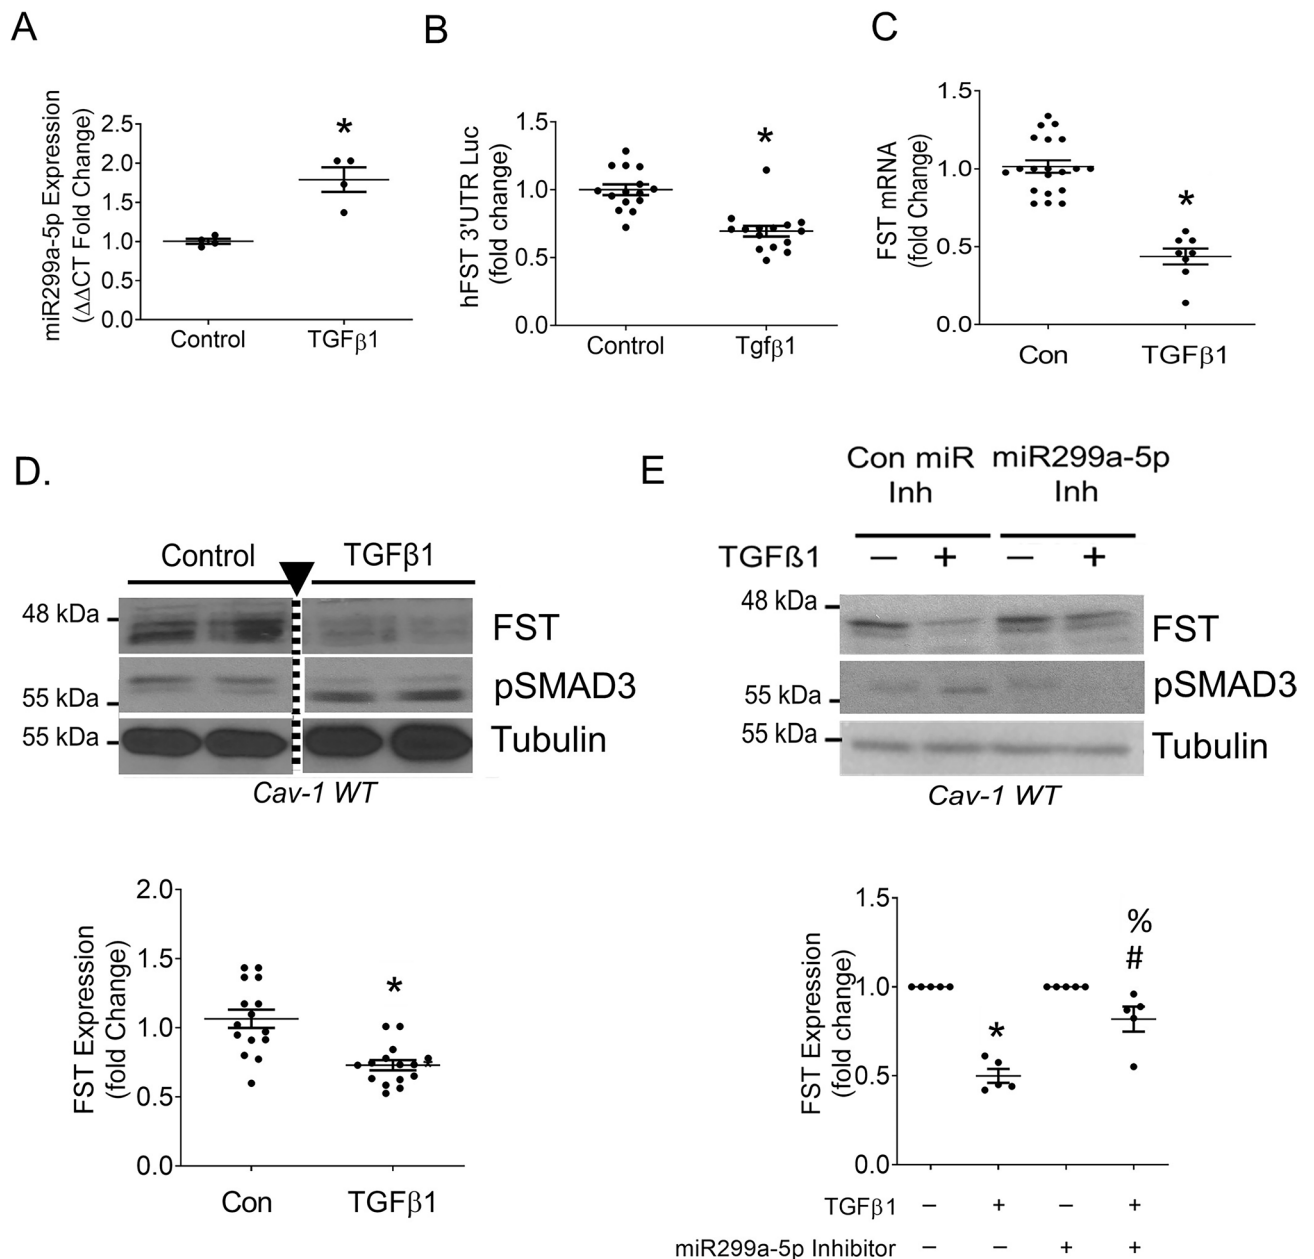 A
B
C
miR299a-5p Expression
(ΔΔCT Fold Change)
2.5
2.0
1.5
1.0
0.5
0.0
*
Control
TGFβ1
hFST 3'UTR Luc
(fold change)
1.5
1.0
0.5
0.0
*
Control
Tgfβ1
FST mRNA
(fold Change)
1.5
1.0
0.5
0.0
*
Con
TGFβ1
D.
Control
TGFβ1
48 kDa
FST
55 kDa
pSMAD3
55 kDa
Tubulin
Cav-1 WT
FST Expression
(fold Change)
2.0
1.5
1.0
0.5
0.0
*
*
Con
TGFβ1
E
Con miR
Inh
miR299a-5p
Inh
TGFß1
— + — +
48 kDa
FST
55 kDa
pSMAD3
55 kDa
Tubulin
Cav-1 WT
FST Expression
(fold change)
1.5
1.0
0.5
0.0
*
%
#
TGFβ1 − + − +
miR299a-5p Inhibitor − − + +